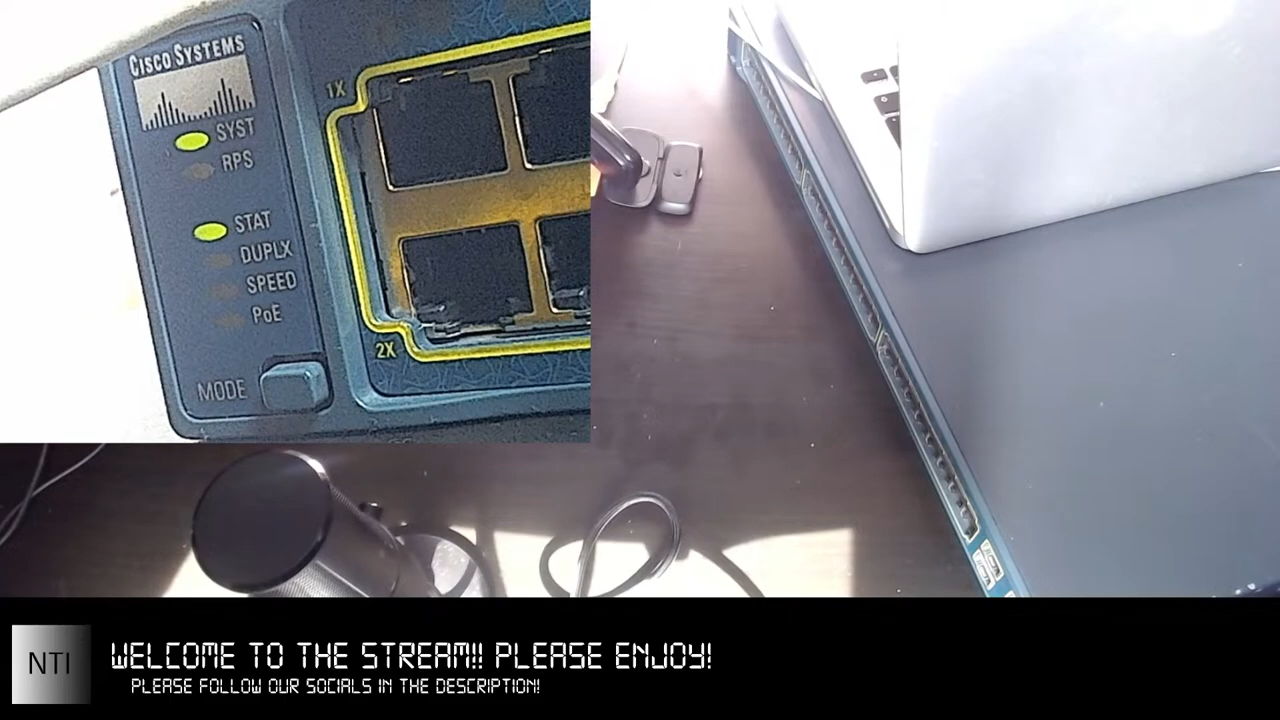 CISCO SYSTEMS
SYST
RPS
1X
STAT
DUPLX
SPEED
PoE
2X
MODE
NTI
WELCOME TO THE STREAM!! PLEASE ENJOY!
PLEASE FOLLOW OUR SOCIALS IN THE DESCRIPTION!